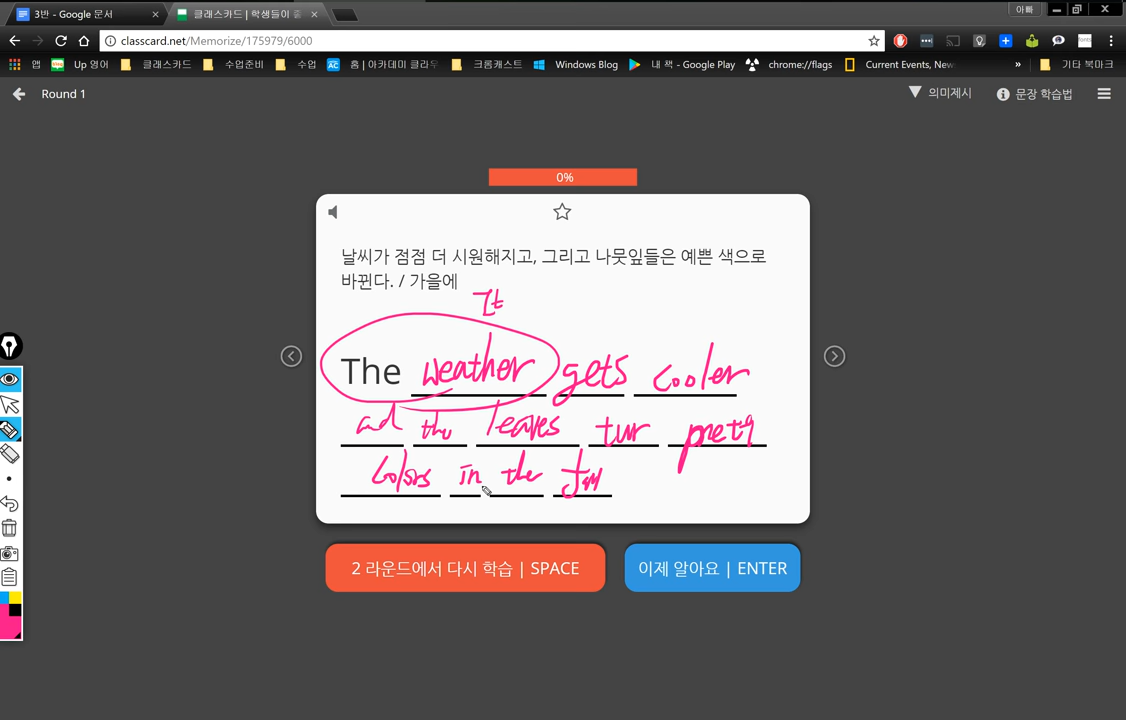 3반 - Google 문서
클래스카드 | 학생들이 훌
아빠
classcard.net/Memorize/175979/6000
앱 Up 영어 클래스카드 수업준비 수업 홈 | 아카데미 클라우 크롬캐스트 Windows Blog 내 책 - Google Play chrome://flags Current Events, New » 기타 북마크
Round 1
의미제시
문장 학습법
0%
날씨가 점점 더 시원해지고, 그리고 나뭇잎들은 예쁜 색으로
바뀐다. / 가을에
It
The weather gets cooler
and the leaves tur pretty
colors in the fall
2 라운드에서 다시 학습 | SPACE
이제 알아요 | ENTER